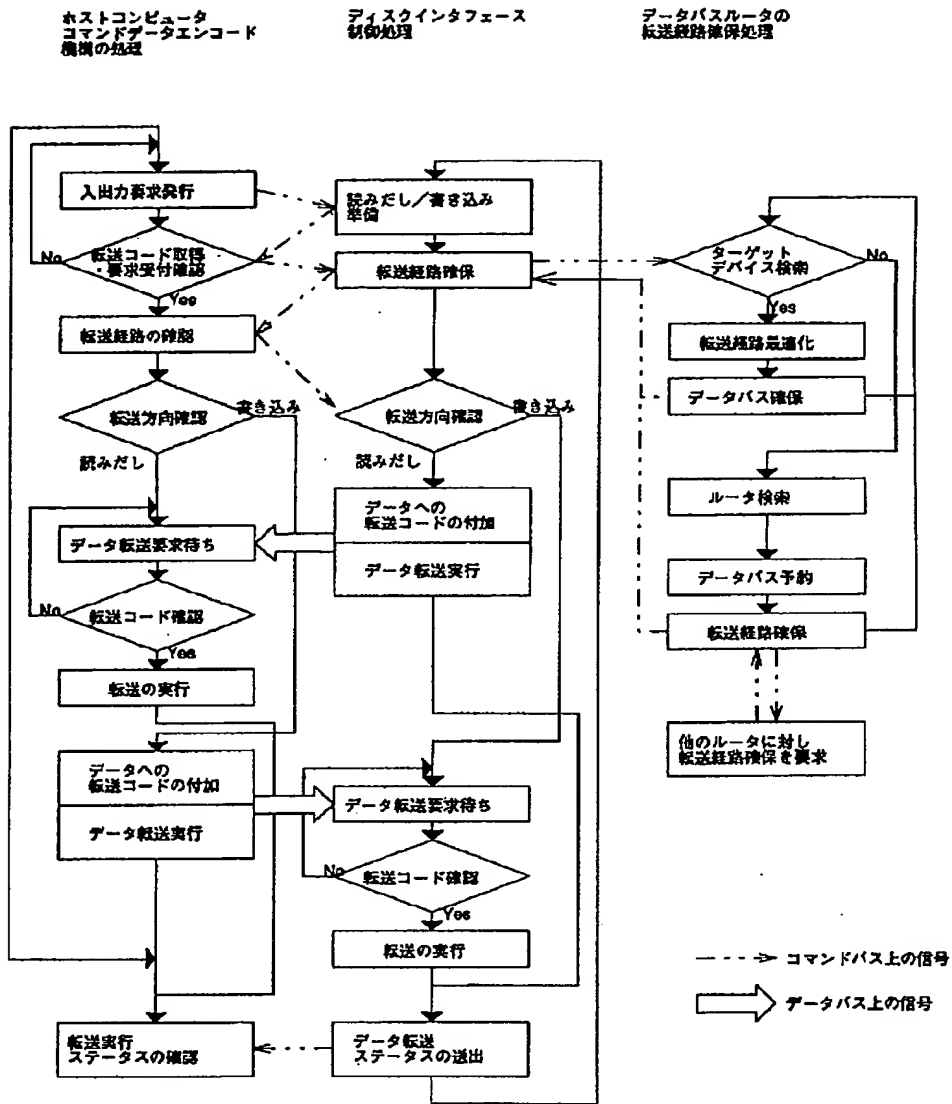 ホストコンピュータ
コマンドデータエンコード
機構の処理
ディスクインタフェース
制御処理
データバスルータの
転送経路確保処理
入出力要求発行
転送コード取得
・要求受付確認
No
Yes
転送経路の確認
転送方向確認
書き込み
読みだし
データ転送要求待ち
転送コード確認
No
Yes
転送の実行
データへの
転送コードの付加
データ転送実行
転送実行
ステータスの確認
読みだし/書き込み
準備
転送経路確保
転送方向確認
書き込み
読みだし
データへの
転送コードの付加
データ転送実行
データ転送要求待ち
転送コード確認
No
Yes
転送の実行
データ転送
ステータスの送出
ターゲット
デバイス検索
No
Yes
転送経路最適化
データバス確保
ルータ検索
データバス予約
転送経路確保
他のルータに対し
転送経路確保を要求
コマンドバス上の信号
データバス上の信号